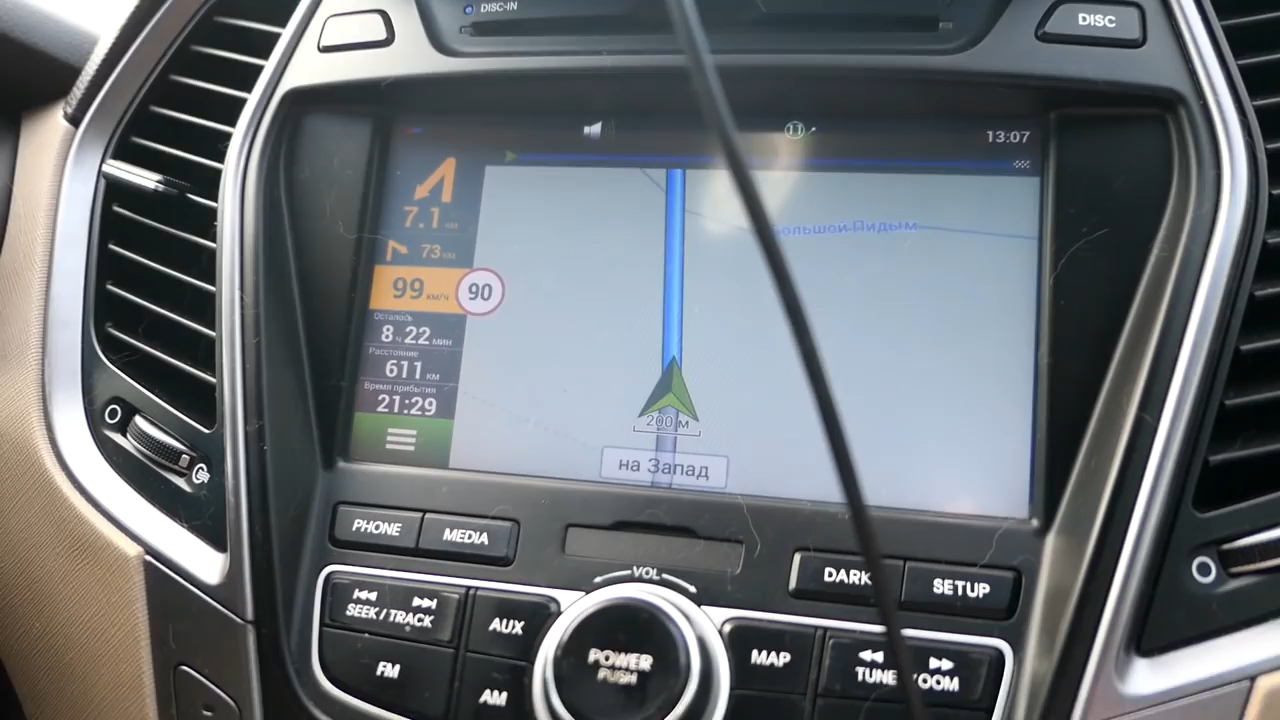 DISC-IN
DISC
13:07
7.1 км
73 км
99 км/ч
90
Осталось
8 ч 22 мин
Расстояние
611 км
Время прибытия
21:29
Большой Пидым
200 м
на Запад
PHONE
MEDIA
VOL
DARK
SETUP
SEEK / TRACK
AUX
FM
AM
POWER
PUSH
MAP
TUNE